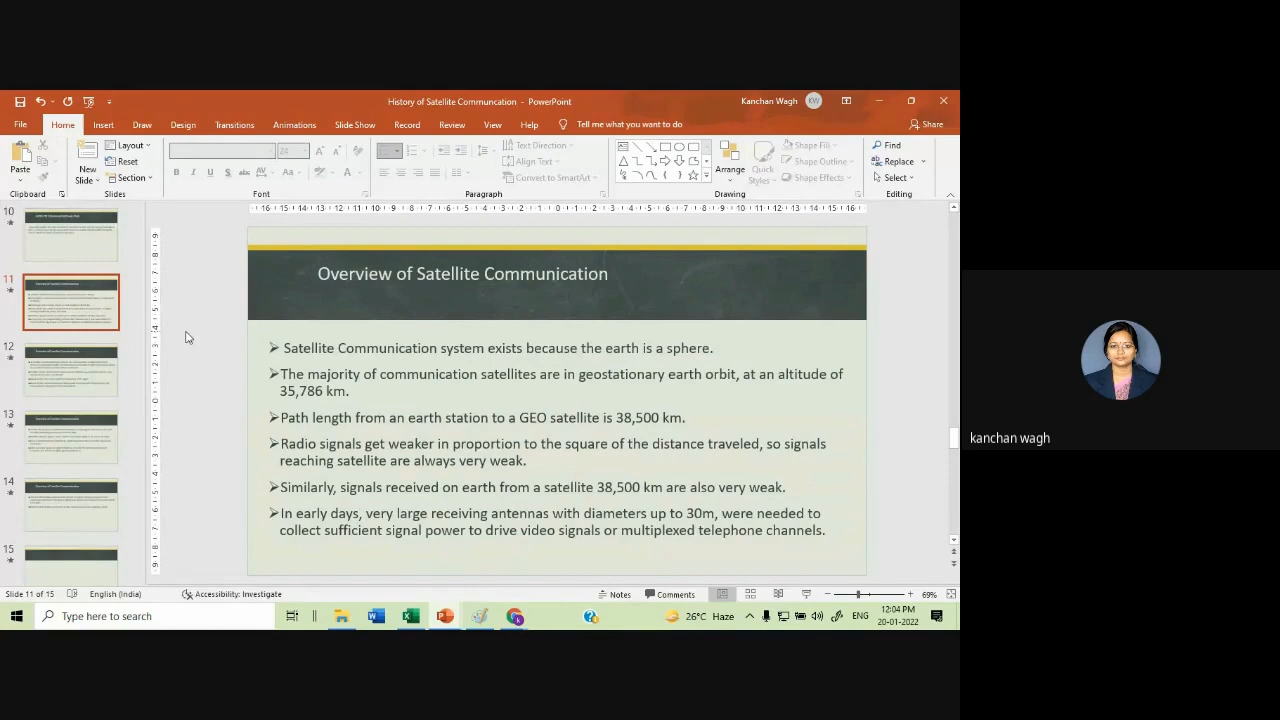 History of Satellite Communcation - PowerPoint
Kanchan Wagh
KW
File Home Insert Draw Design Transitions Animations Slide Show Record Review View Help Tell me what you want to do
Share
Paste
Clipboard
New
Slide
Layout
Reset
Section
Slides
24
Font
Paragraph
Text Direction
Align Text
Convert to SmartArt
Arrange
Quick
Styles
Shape Fill
Shape Outline
Shape Effects
Drawing
Find
Replace
Select
Editing
10
11
12
13
14
15
Overview of Satellite Communication
Satellite Communication system exists because the earth is a sphere.
The majority of communication satellites are in geostationary earth orbit, at an altitude of
35,786 km.
Path length from an earth station to a GEO satellite is 38,500 km.
Radio signals get weaker in proportion to the square of the distance traveled, so signals
reaching satellite are always very weak.
Similarly, signals received on earth from a satellite 38,500 km are also very weak.
In early days, very large receiving antennas with diameters up to 30m, were needed to
collect sufficient signal power to drive video signals or multiplexed telephone channels.
kanchan wagh
Slide 11 of 15
English (India)
Accessibility: Investigate
Notes
Comments
69%
Type here to search
26°C Haze
ENG
12:04 PM
20-01-2022